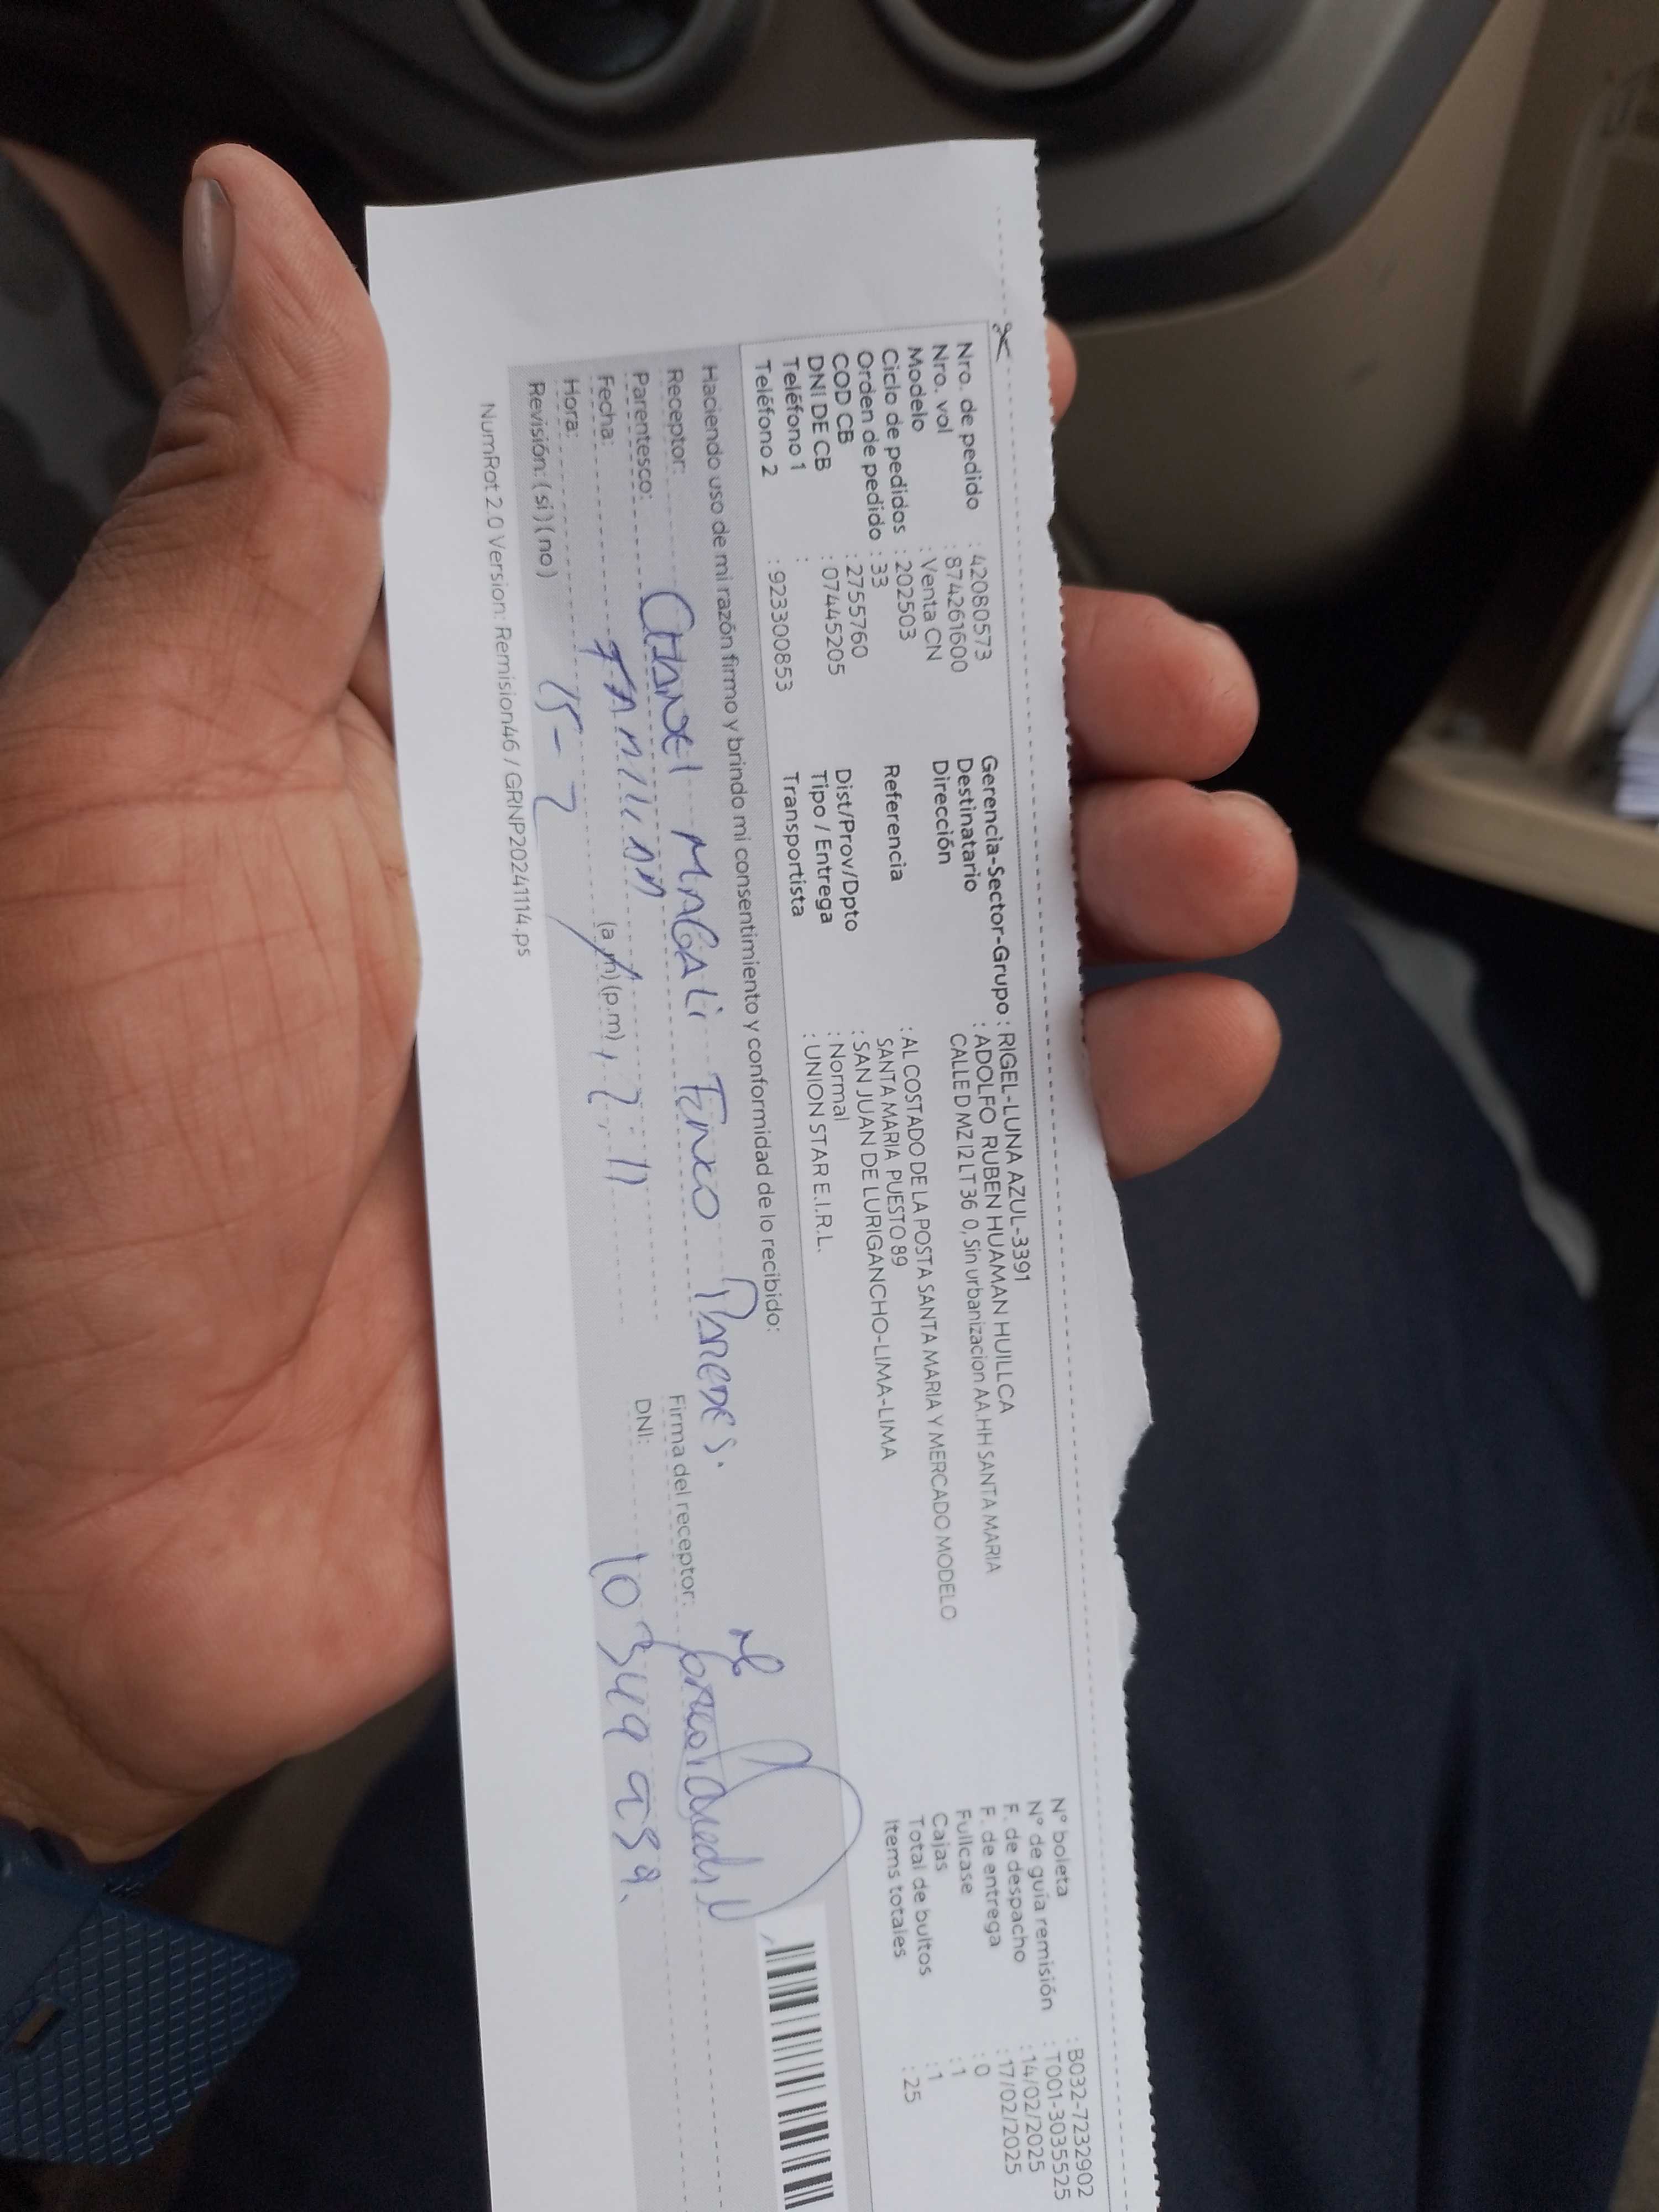 Nro. de pedido : 42080573
Nro. vol : 874261600
Modelo : Venta CN
Ciclo de pedidos : 202503
Orden de pedido : 33
COD CB : 2755760
DNI DE CB : 07445205
Teléfono 1 :
Teléfono 2 : 923300853
Gerencia-Sector-Grupo : RIGEL-LUNA AZUL-3391
Destinatario : ADOLFO RUBEN HUAMAN HUILLCA
Dirección CALLE D MZ I2 LT 36 0, Sin urbanizacion AA.HH SANTA MARIA
Referencia : AL COSTADO DE LA POSTA SANTA MARIA Y MERCADO MODELO
SANTA MARIA PUESTO 89
Dist/Prov/Dpto : SAN JUAN DE LURIGANCHO-LIMA-LIMA
Tipo / Entrega : Normal
Transportista : UNION STAR E.I.R.L.
N° boleta : B032-7232902
N° de guía remisión : T001-3035525
F. de despacho : 14/02/2025
F. de entrega : 17/02/2025
Fullcase : 0
Cajas : 1
Total de bultos : 1
Items totales : 25
Haciendo uso de mi razón firmo y brindo mi consentimiento y conformidad de lo recibido:
Receptor: MAGALI PAREDES.
Firma del receptor:
Parentesco:
DNI:
Fecha: 15-2
Hora: (a.m) (p.m)
Revisión: (si) (no)
NumRot 2.0 Version: Remision46 / GRNP20241114.ps